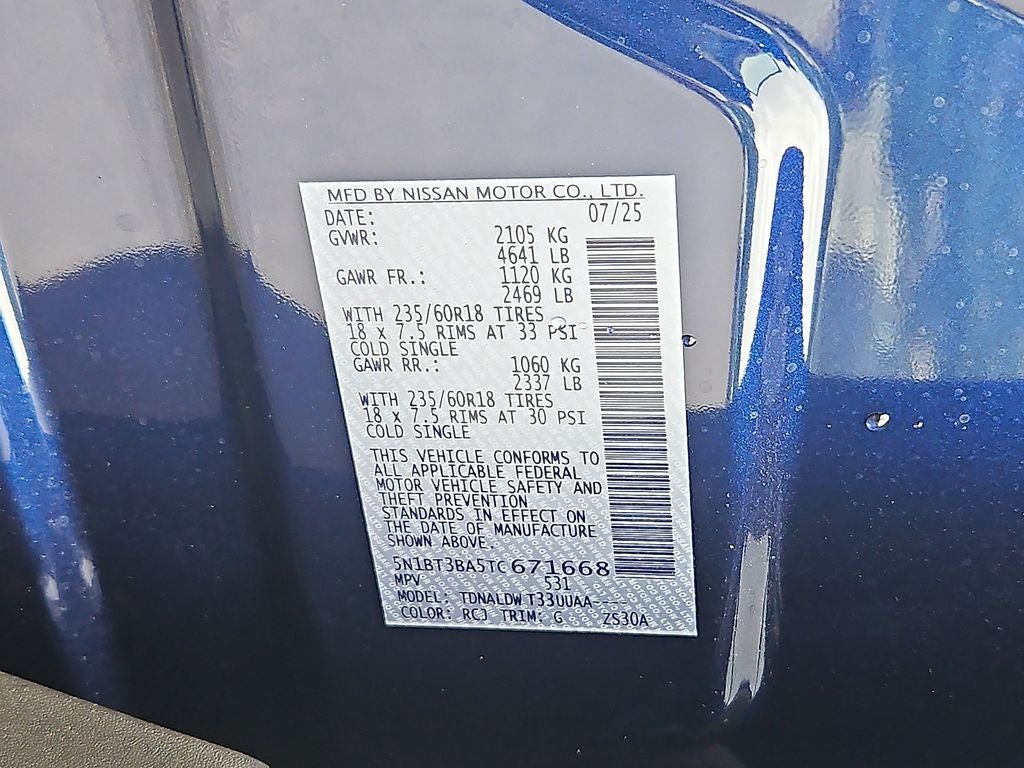 MFD BY NISSAN MOTOR CO., LTD.
DATE: 07/25
GVWR: 2105 KG
4641 LB
GAWR FR.: 1120 KG
2469 LB
WITH 235/60R18 TIRES
18 x 7.5 RIMS AT 33 PSI
COLD SINGLE
GAWR RR.: 1060 KG
2337 LB
WITH 235/60R18 TIRES
18 x 7.5 RIMS AT 30 PSI
COLD SINGLE
THIS VEHICLE CONFORMS TO
ALL APPLICABLE FEDERAL
MOTOR VEHICLE SAFETY AND
THEFT PREVENTION
STANDARDS IN EFFECT ON
THE DATE OF MANUFACTURE
SHOWN ABOVE.
5N1BT3BA5TC671668
MPV 531
MODEL: TDNALDW T33UUAA--
COLOR: RCJ TRIM: G ZS30A